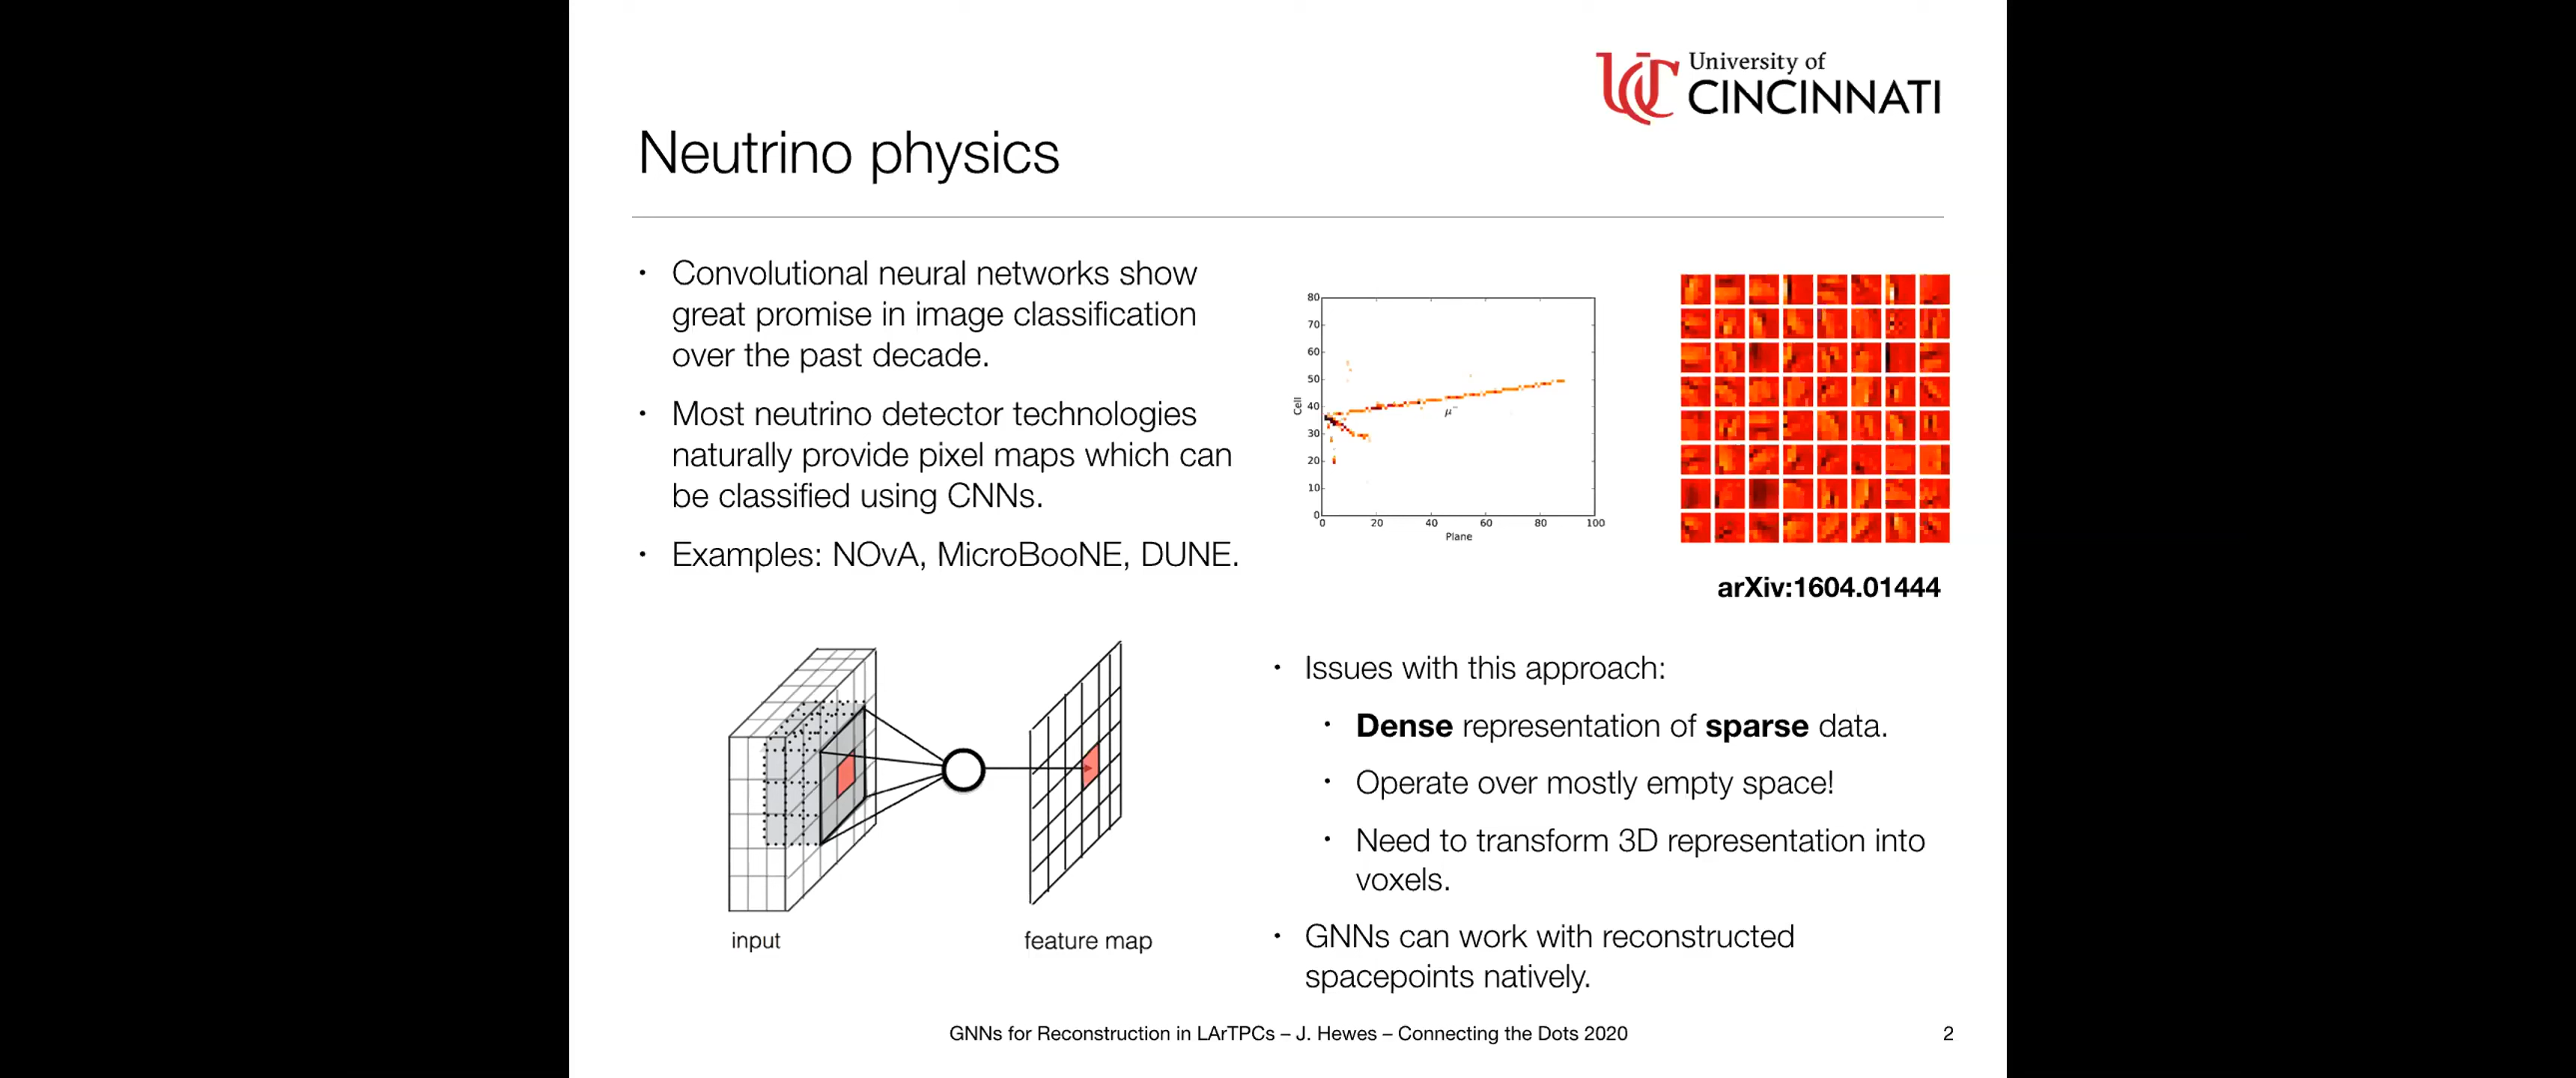 University of
CINCINNATI
Neutrino physics
• Convolutional neural networks show
great promise in image classification
over the past decade.
• Most neutrino detector technologies
naturally provide pixel maps which can
be classified using CNNs.
• Examples: NOvA, MicroBooNE, DUNE.
80
70
60
50
40
30
20
10
0
Cell
μ⁻
0 20 40 60 80 100
Plane
arXiv:1604.01444
input
feature map
• Issues with this approach:
• Dense representation of sparse data.
• Operate over mostly empty space!
• Need to transform 3D representation into
voxels.
• GNNs can work with reconstructed
spacepoints natively.
GNNs for Reconstruction in LArTPCs – J. Hewes – Connecting the Dots 2020
2